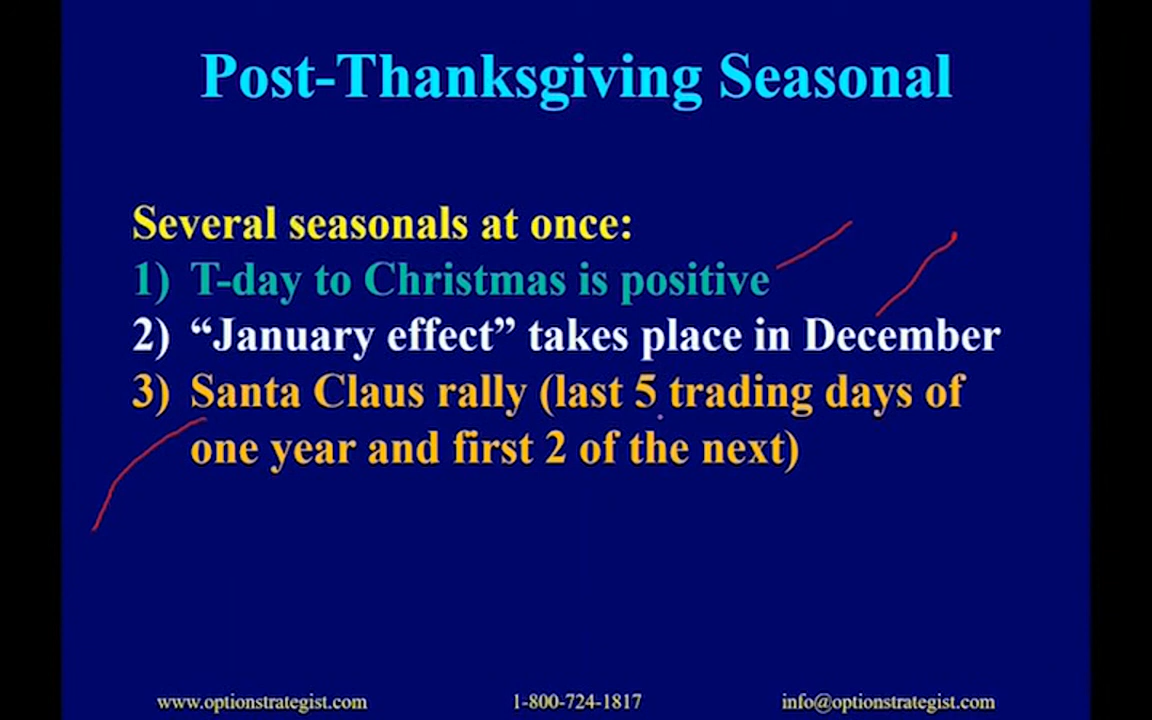 Post-Thanksgiving Seasonal
Several seasonals at once:
1) T-day to Christmas is positive
2) “January effect” takes place in December
3) Santa Claus rally (last 5 trading days of
one year and first 2 of the next)
www.optionstrategist.com 1-800-724-1817 info@optionstrategist.com